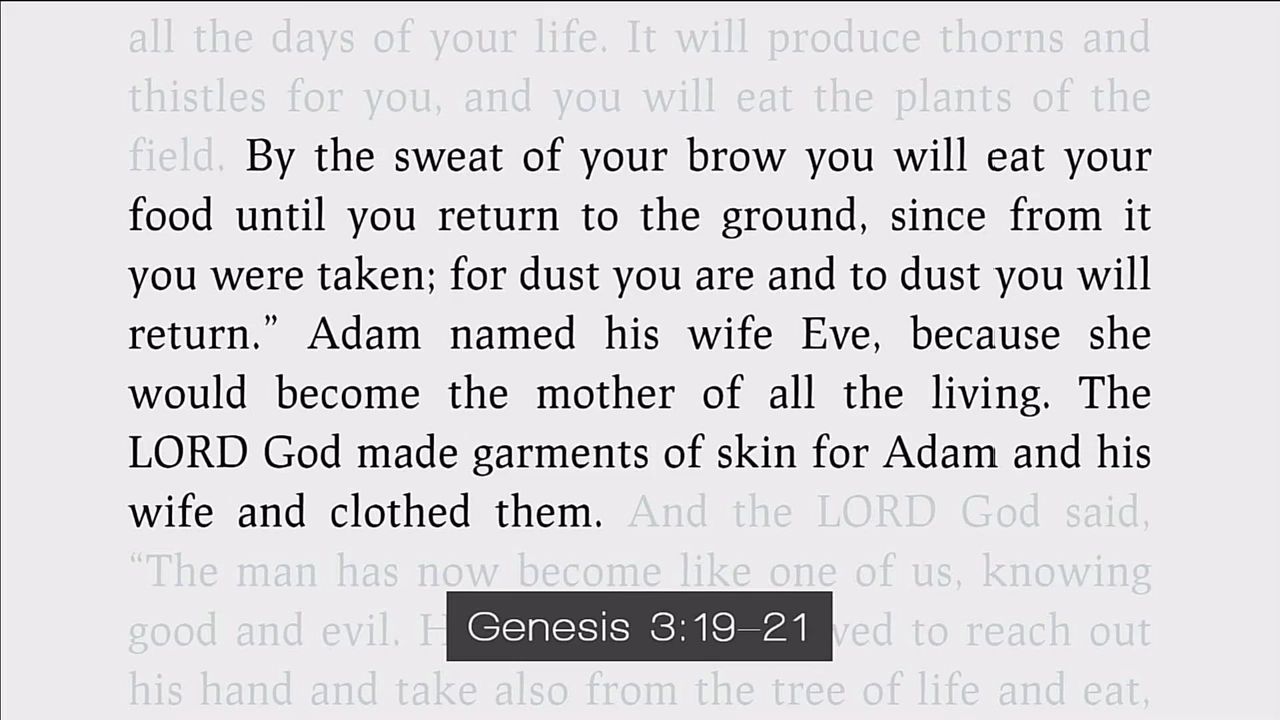 all the days of your life. It will produce thorns and
thistles for you, and you will eat the plants of the
field. By the sweat of your brow you will eat your
food until you return to the ground, since from it
you were taken; for dust you are and to dust you will
return.” Adam named his wife Eve, because she
would become the mother of all the living. The
LORD God made garments of skin for Adam and his
wife and clothed them. And the LORD God said,
“The man has now become like one of us, knowing
good and evil. to reach out
Genesis 3:19–21
his hand and take also from the tree of life and eat,